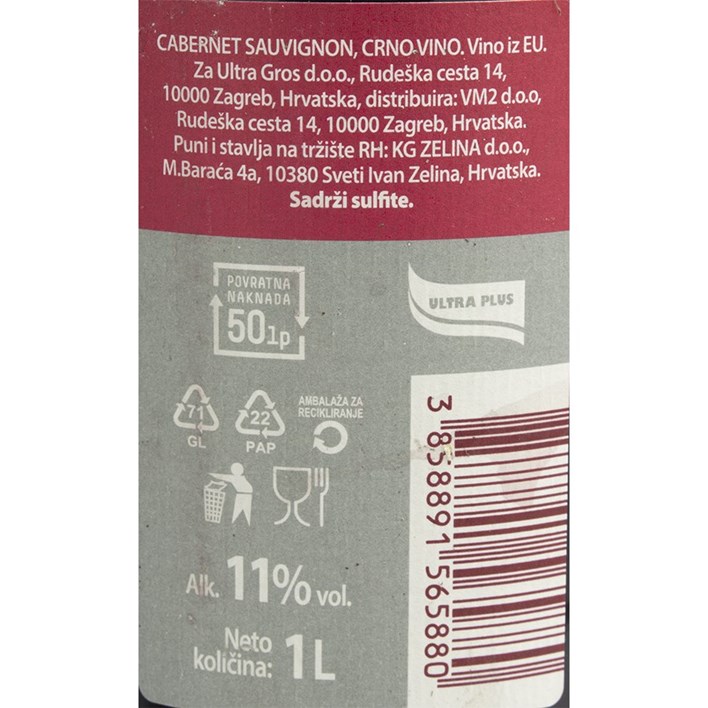 CABERNET SAUVIGNON, CRNO VINO. Vino iz EU.
Za Ultra Gros d.o.o., Rudeška cesta 14,
10000 Zagreb, Hrvatska, distribuira: VM2 d.o.o,
Rudeška cesta 14, 10000 Zagreb, Hrvatska.
Puni i stavlja na tržište RH: KG ZELINA d.o.o.,
M.Baraća 4a, 10380 Sveti Ivan Zelina, Hrvatska.
Sadrži sulfite.
POVRATNA
NAKNADA
50lp
ULTRA PLUS
71
GL
22
PAP
AMBALAŽA ZA
RECIKLIRANJE
Alk. 11% vol.
Neto
količina: 1 L
3 858891 565880